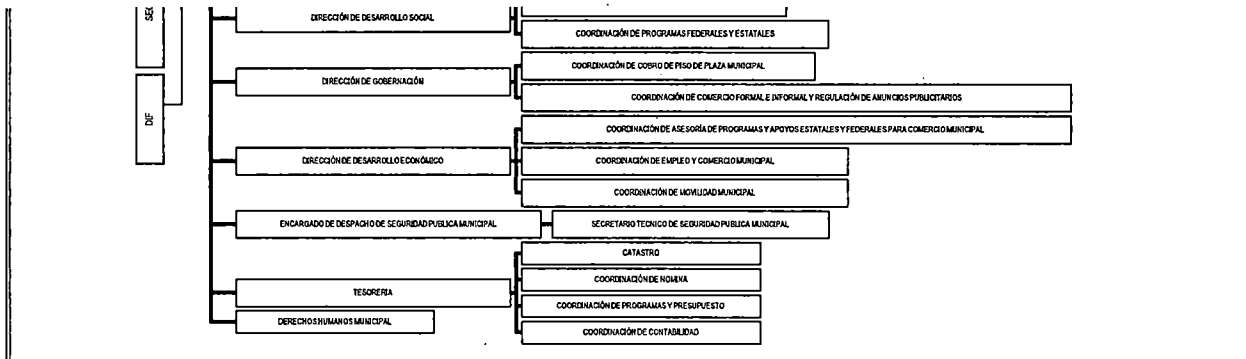 SEC
DIRECCIÓN DE DESARROLLO SOCIAL
COORDINACIÓN DE PROGRAMAS FEDERALES Y ESTATALES
DIF
DIRECCIÓN DE GOBERNACIÓN
COORDINACIÓN DE COBRO DE PISO DE PLAZA MUNICIPAL
COORDINACIÓN DE COMERCIO FORMAL E INFORMAL Y REGULACIÓN DE ANUNCIOS PUBLICITARIOS
DIRECCIÓN DE DESARROLLO ECONÓMICO
COORDINACIÓN DE ASESORÍA DE PROGRAMAS Y APOYOS ESTATALES Y FEDERALES PARA COMERCIO MUNICIPAL
COORDINACIÓN DE EMPLEO Y COMERCIO MUNICIPAL
COORDINACIÓN DE MOVILIDAD MUNICIPAL
ENCARGADO DE DESPACHO DE SEGURIDAD PUBLICA MUNICIPAL
SECRETARIO TECNICO DE SEGURIDAD PUBLICA MUNICIPAL
TESORERIA
CATASTRO
COORDINACIÓN DE NOMINA
COORDINACIÓN DE PROGRAMAS Y PRESUPUESTO
COORDINACIÓN DE CONTABILIDAD
DERECHOS HUMANOS MUNICIPAL